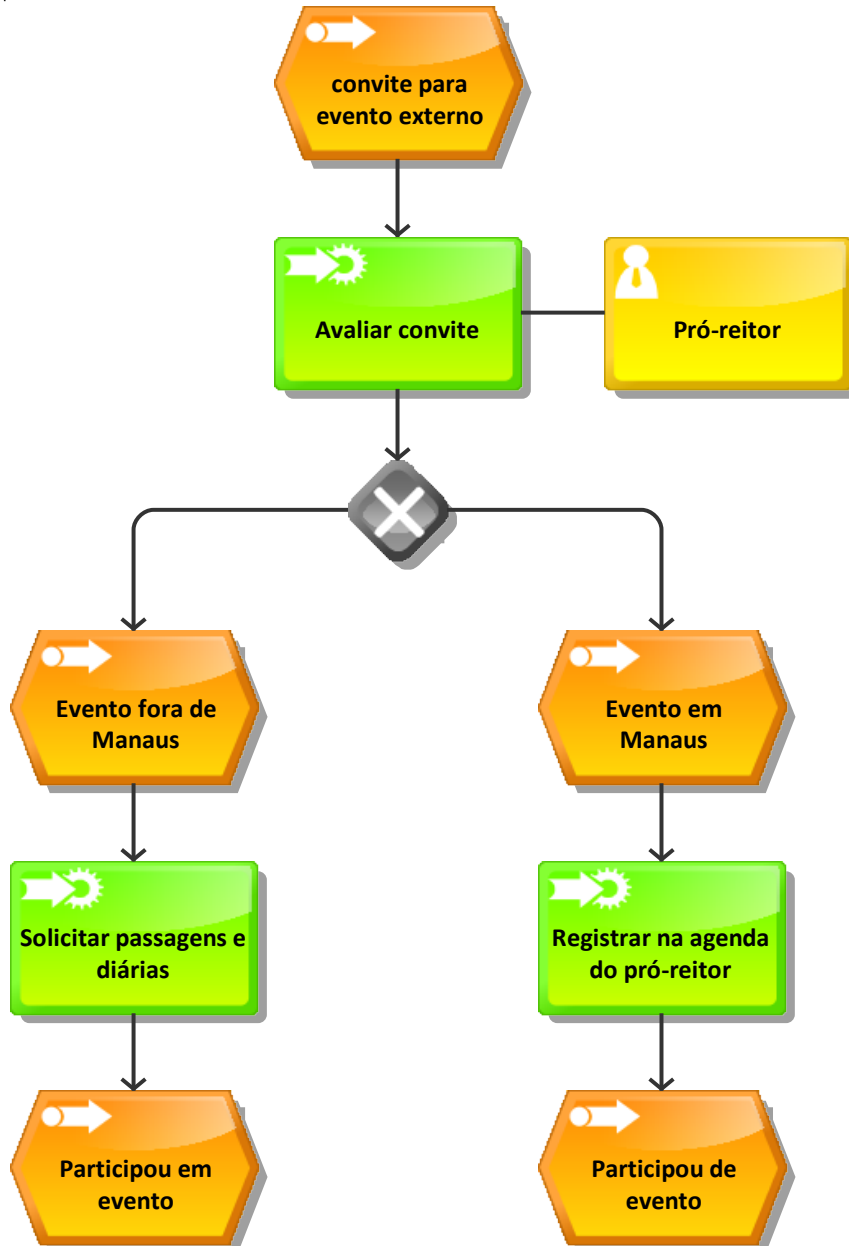 convite para
evento externo
Avaliar convite
Pró-reitor
Evento fora de
Manaus
Evento em
Manaus
Solicitar passagens e
diárias
Registrar na agenda
do pró-reitor
Participou em
evento
Participou de
evento